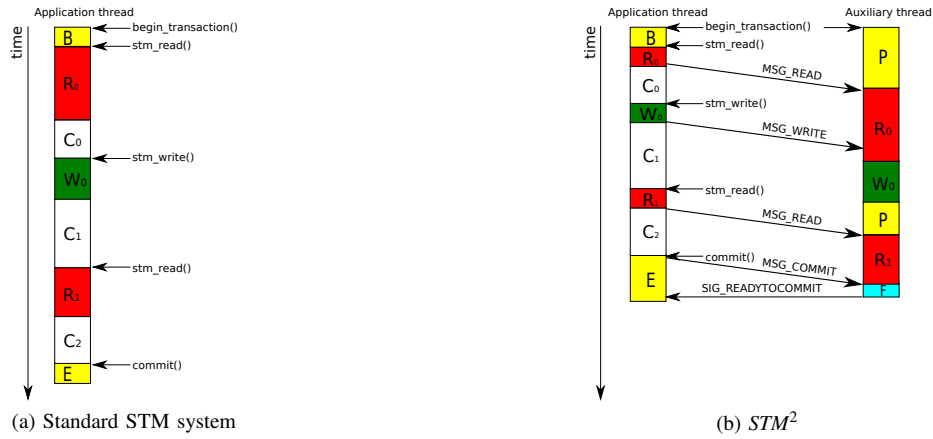 Application thread
time
B
begin_transaction()
stm_read()
R₀
C₀
stm_write()
W₀
C₁
stm_read()
R₁
C₂
commit()
E
(a) Standard STM system
Application thread
Auxiliary thread
time
B
begin_transaction()
stm_read()
P
R₀
MSG_READ
C₀
stm_write()
W₀
MSG_WRITE
R₀
C₁
W₀
stm_read()
R₁
MSG_READ
P
C₂
R₁
commit()
MSG_COMMIT
E
SIG_READYTOCOMMIT
F
(b) STM²